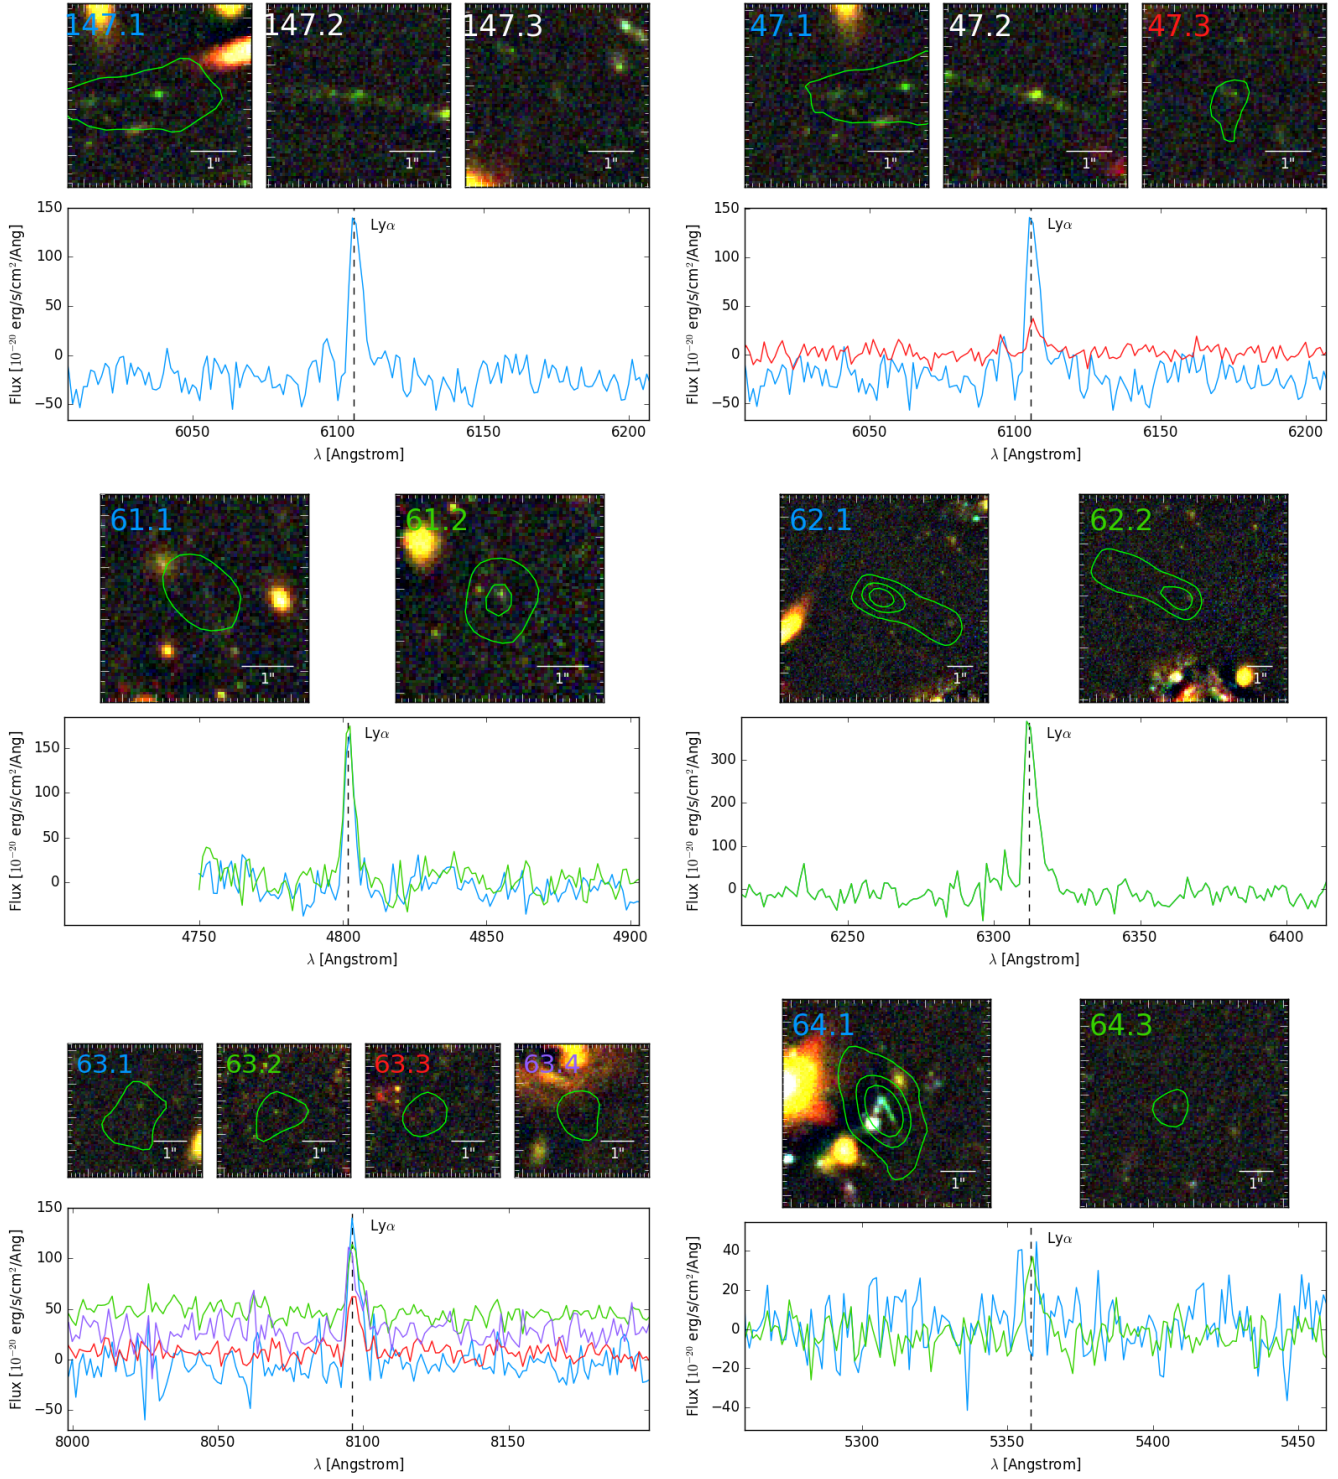 147.1 147.2 147.3
1" 1" 1"
47.1 47.2 47.3
1" 1" 1"
150
100
50
0
−50
Flux [10⁻²⁰ erg/s/cm²/Ang]
Lyα
6050 6100 6150 6200
λ [Angstrom]
150
100
50
0
−50
Flux [10⁻²⁰ erg/s/cm²/Ang]
Lyα
6050 6100 6150 6200
λ [Angstrom]
61.1 61.2
1" 1"
62.1 62.2
1" 1"
150
100
50
0
Flux [10⁻²⁰ erg/s/cm²/Ang]
Lyα
4750 4800 4850 4900
λ [Angstrom]
300
200
100
0
Flux [10⁻²⁰ erg/s/cm²/Ang]
Lyα
6250 6300 6350 6400
λ [Angstrom]
63.1 63.2 63.3 63.4
1" 1" 1" 1"
64.1 64.3
1" 1"
150
100
50
0
−50
Flux [10⁻²⁰ erg/s/cm²/Ang]
Lyα
8000 8050 8100 8150
λ [Angstrom]
40
20
0
−20
−40
Flux [10⁻²⁰ erg/s/cm²/Ang]
Lyα
5300 5350 5400 5450
λ [Angstrom]